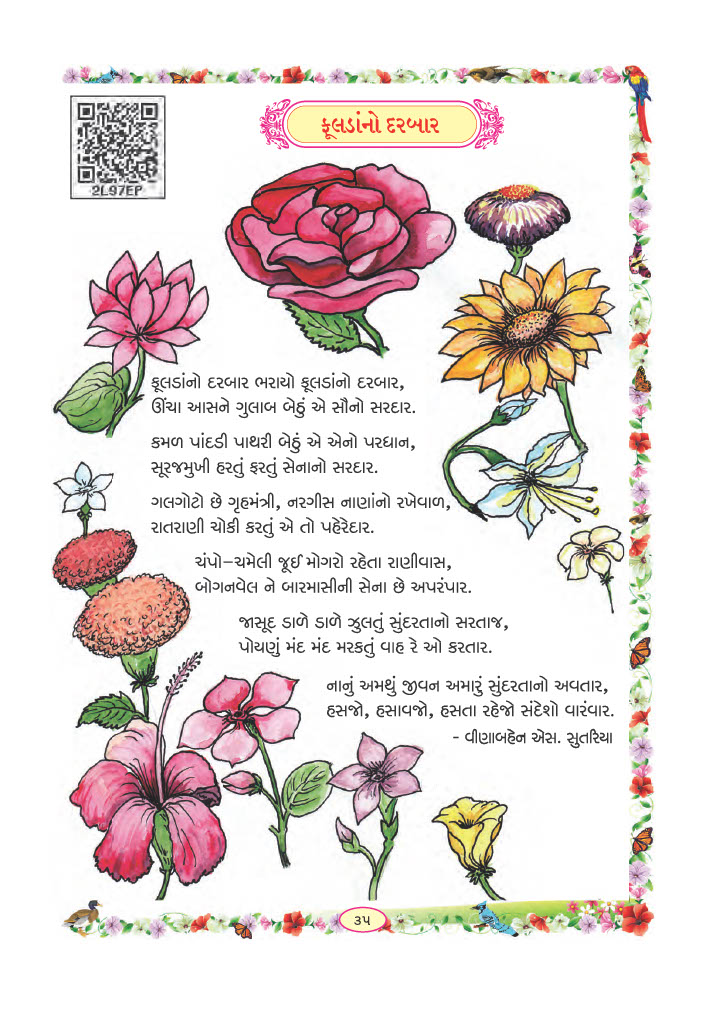 2L97EP
ફૂલડાંનો દરબાર
ફૂલડાંનો દરબાર ભરાયો ફૂલડાંનો દરબાર,
ઊંચા આસને ગુલાબ બેઠું એ સૌનો સરદાર.
કમળ પાંદડી પાથરી બેઠું એ એનો પરધાન,
સૂરજમુખી હરતું ફરતું સેનાનો સરદાર.
ગલગોટો છે ગૃહમંત્રી, નરગીસ નાણાંનો રખેવાળ,
રાતરાણી ચોકી કરતું એ તો પહેરેદાર.
ચંપો-ચમેલી જૂઈ મોગરો રહેતા રાણીવાસ,
બોગનવેલ ને બારમાસીની સેના છે અપરંપાર.
જાસૂદ ડાળે ડાળે ઝુલતું સુંદરતાનો સરતાજ,
પોયણું મંદ મંદ મરકતું વાહ રે ઓ કરતાર.
નાનું અમથું જીવન અમારું સુંદરતાનો અવતાર,
હસજો, હસાવજો, હસતા રહેજો સંદેશો વારંવાર.
- વીણાબહેન એસ. સુતરિયા
૩૫